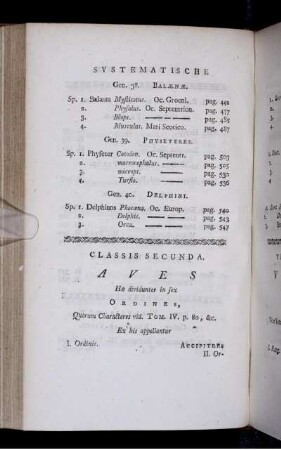 SYSTEMATISCHE
Gen. 38. BALÆNÆ.
Sp. 1. Balæna Mysticetus. Oc. Groenl. pag. 441
2. Physalus. Oc. Septentrion. pag. 477
3. Boops. — — — pag. 485
4. Musculus. Mari Scotico. pag. 487
Gen. 39. PHYSETERES.
Sp. 1. Physeter Catodon. Oc. Septentr. pag. 503
2. macrocephalus. — — pag. 505
3. microps. — — — pag. 530
4. Tursio. — — — pag. 536
Gen. 40. DELPHINI.
Sp. 1. Delphinus Phocæna. Oc. Europ. pag. 540
2. Delphis. — — — pag. 543
3. Orca. — — — pag. 547
CLASSIS SECUNDA.
AVES
Hæ dividuntur in sex
ORDINES,
Quorum Characteres vid. TOM. IV. p. 80, &c.
Ex his appellantur
I. Ordinis. ACCIPITRES
II. Or-